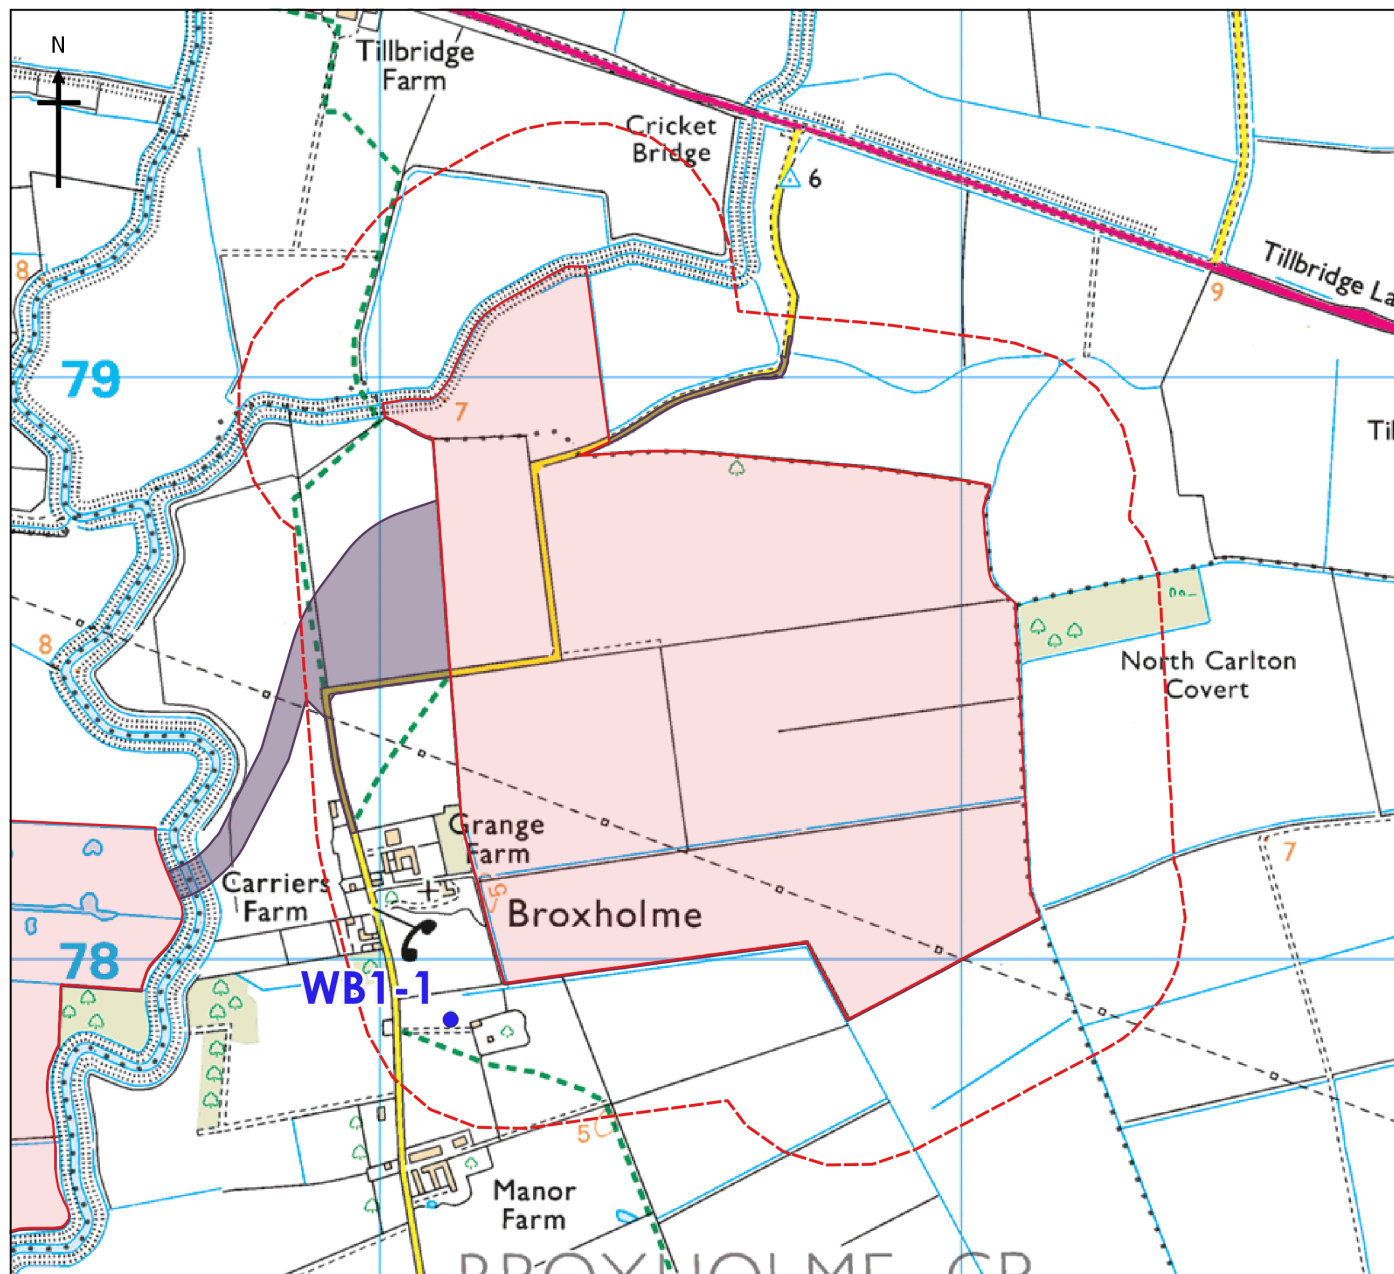 N
Tillbridge
Farm
Cricket
Bridge
6
8
Tillbridge La
9
79
7
Til
8
North Carlton
Covert
Grange
Farm
7
Carriers
Farm
5
Broxholme
78
WB1-1
5
Manor
Farm
BROXHOLME CP